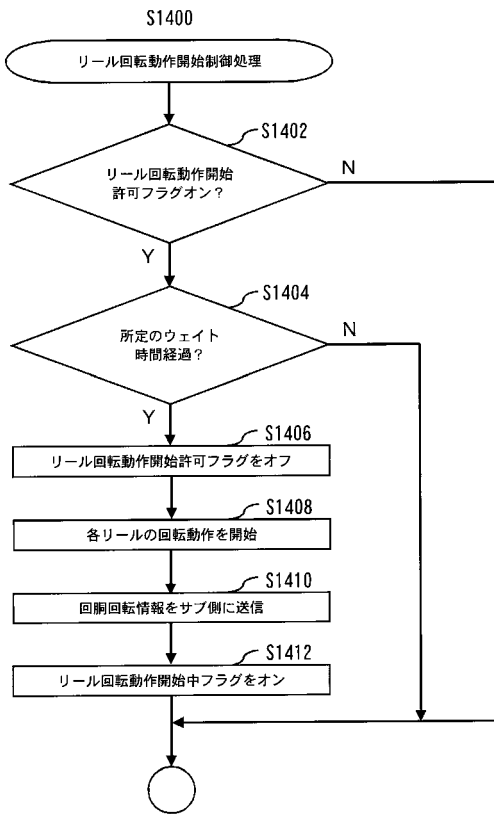 S1400
リール回転動作開始制御処理
S1402
リール回転動作開始
許可フラグオン？
N
Y
S1404
所定のウェイト
時間経過？
N
Y
S1406
リール回転動作開始許可フラグをオフ
S1408
各リールの回転動作を開始
S1410
回胴回転情報をサブ側に送信
S1412
リール回転動作開始中フラグをオン